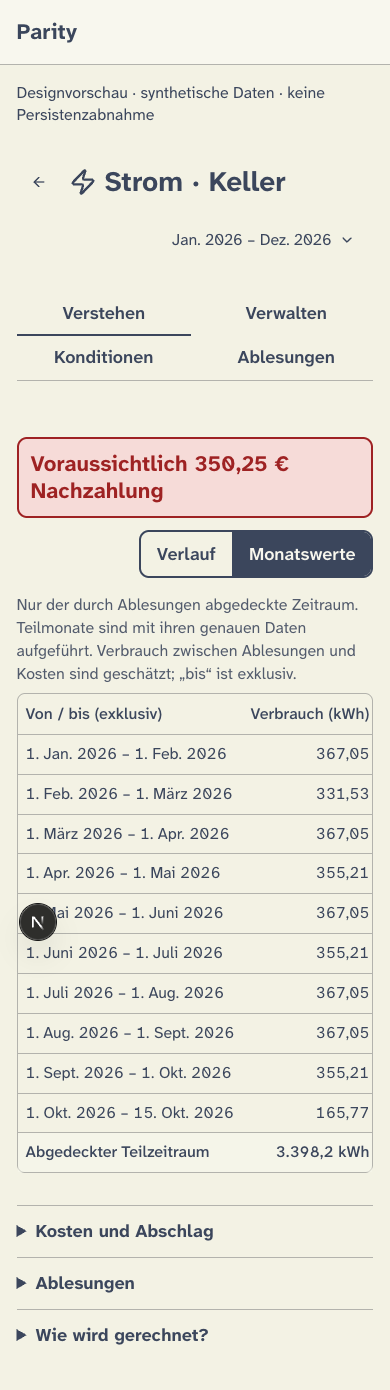 Parity
Designvorschau · synthetische Daten · keine
Persistenzabnahme
← Strom · Keller
Jan. 2026 – Dez. 2026
Verstehen Verwalten
Konditionen Ablesungen
Voraussichtlich 350,25 €
Nachzahlung
Verlauf Monatswerte
Nur der durch Ablesungen abgedeckte Zeitraum.
Teilmonate sind mit ihren genauen Daten
aufgeführt. Verbrauch zwischen Ablesungen und
Kosten sind geschätzt; „bis“ ist exklusiv.
Von / bis (exklusiv) Verbrauch (kWh)
1. Jan. 2026 – 1. Feb. 2026 367,05
1. Feb. 2026 – 1. März 2026 331,53
1. März 2026 – 1. Apr. 2026 367,05
1. Apr. 2026 – 1. Mai 2026 355,21
ai 2026 – 1. Juni 2026 367,05
N
1. Juni 2026 – 1. Juli 2026 355,21
1. Juli 2026 – 1. Aug. 2026 367,05
1. Aug. 2026 – 1. Sept. 2026 367,05
1. Sept. 2026 – 1. Okt. 2026 355,21
1. Okt. 2026 – 15. Okt. 2026 165,77
Abgedeckter Teilzeitraum 3.398,2 kWh
Kosten und Abschlag
Ablesungen
Wie wird gerechnet?